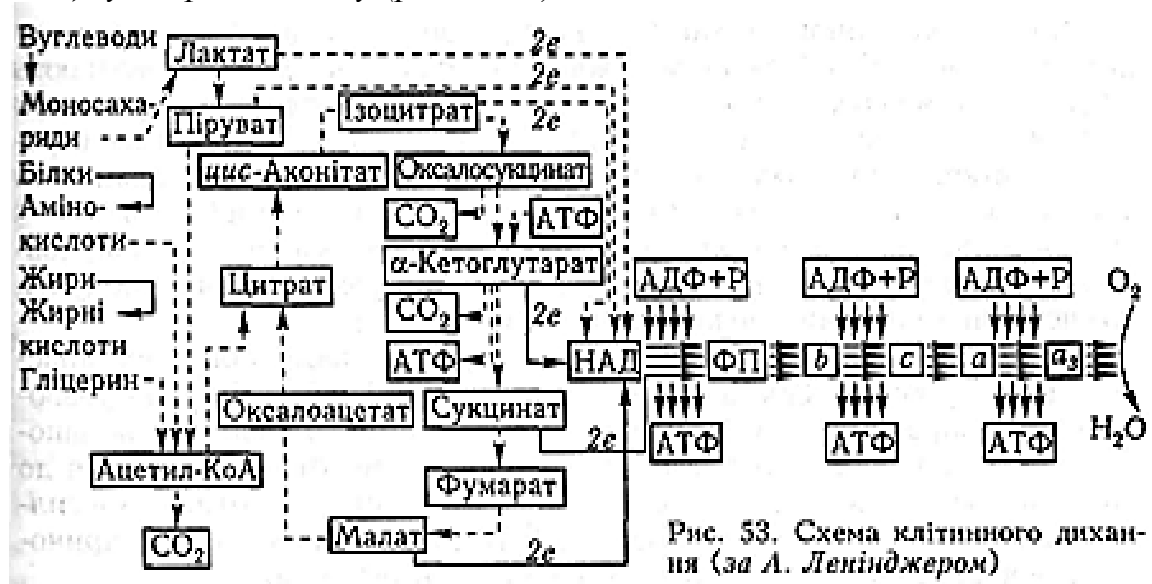 Вуглеводи
Лактат
2e
2e
Моносаха-
ряди
Піруват
Ізоцитрат
2e
Білки
цис-Аконітат
Оксалосукцинат
Аміно-
кислоти
CO₂
АТФ
α-Кетоглутарат
Жири
Жирні
кислоти
Цитрат
CO₂
2e
АДФ+Р
АДФ+Р
АДФ+Р
O₂
АТФ
НАД
ФП
b
c
a
a₃
Гліцерин
Оксалоацетат
Сукцинат
2e
АТФ
АТФ
АТФ
H₂O
Ацетил-КоА
Фумарат
CO₂
Малат
2e
Рис. 53. Схема клітинного дихан-
ня (за А. Ленінджером)